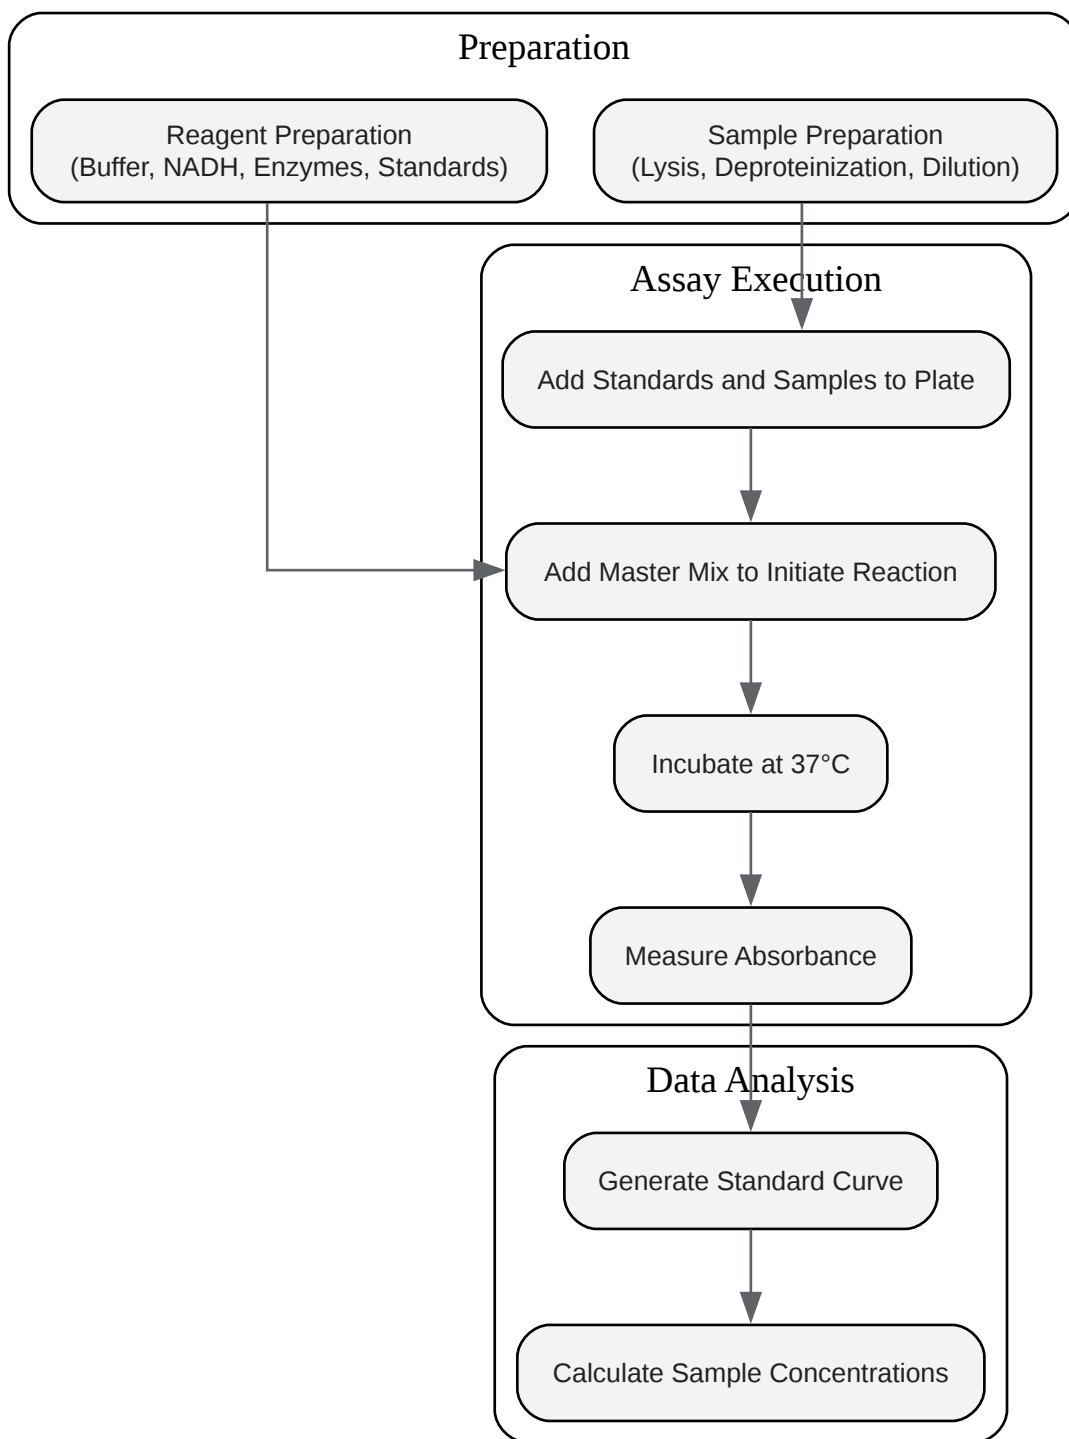 Preparation
Reagent Preparation
(Buffer, NADH, Enzymes, Standards)
Sample Preparation
(Lysis, Deproteinization, Dilution)
Assay Execution
Add Standards and Samples to Plate
Add Master Mix to Initiate Reaction
Incubate at 37°C
Measure Absorbance
Data Analysis
Generate Standard Curve
Calculate Sample Concentrations